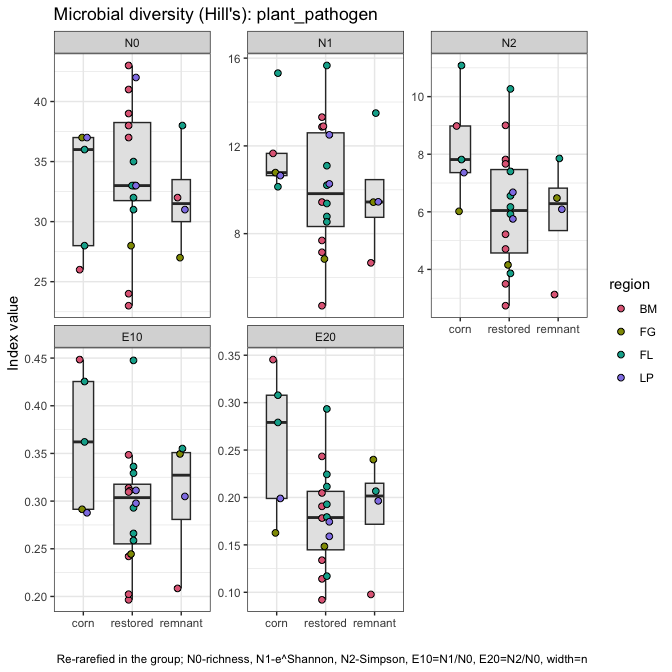 Microbial diversity (Hill's): plant_pathogen
N0
N1
N2
40
35
30
25
16
12
8
10
8
6
4
corn
restored
remnant
Index value
region
BM
FG
FL
LP
E10
E20
0.45
0.40
0.35
0.30
0.25
0.20
0.35
0.30
0.25
0.20
0.15
0.10
corn restored remnant
corn restored remnant
Re-rarefied in the group; N0-richness, N1-e^Shannon, N2-Simpson, E10=N1/N0, E20=N2/N0, width=n